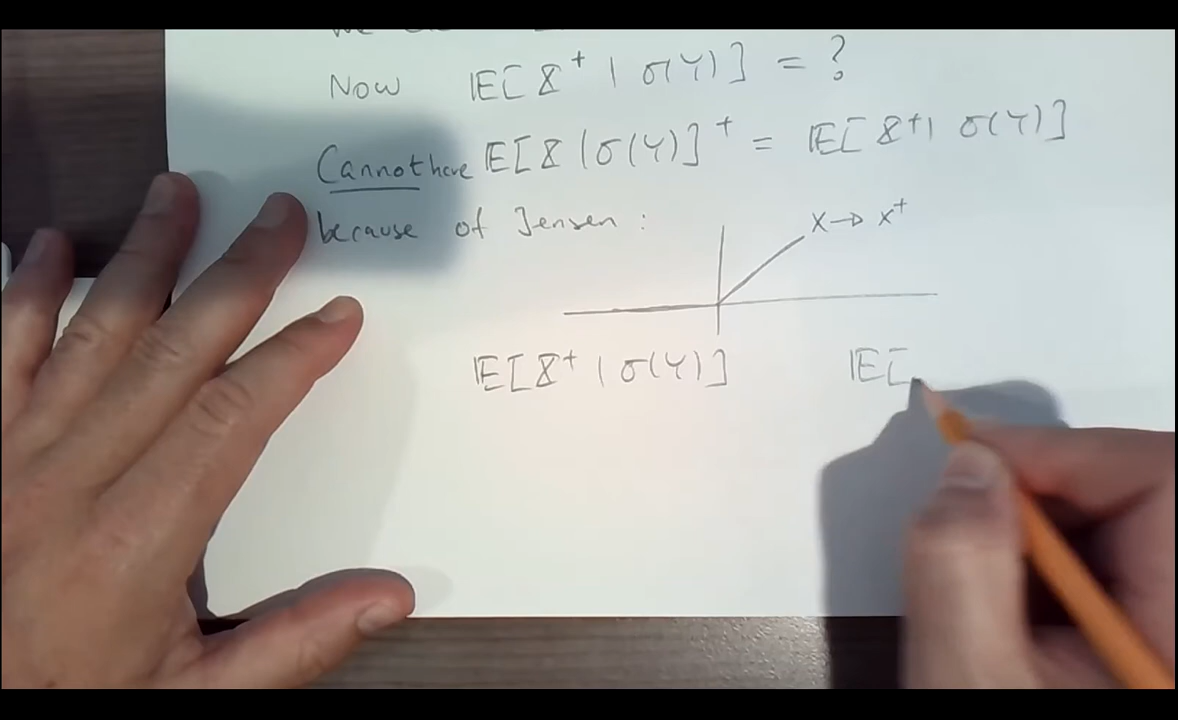 Now 𝔼[X⁺ | σ(Y)] = ?
Cannot have 𝔼[X | σ(Y)]⁺ = 𝔼[X⁺ | σ(Y)]
because of Jensen :
x → x⁺
𝔼[X⁺ | σ(Y)] 𝔼[